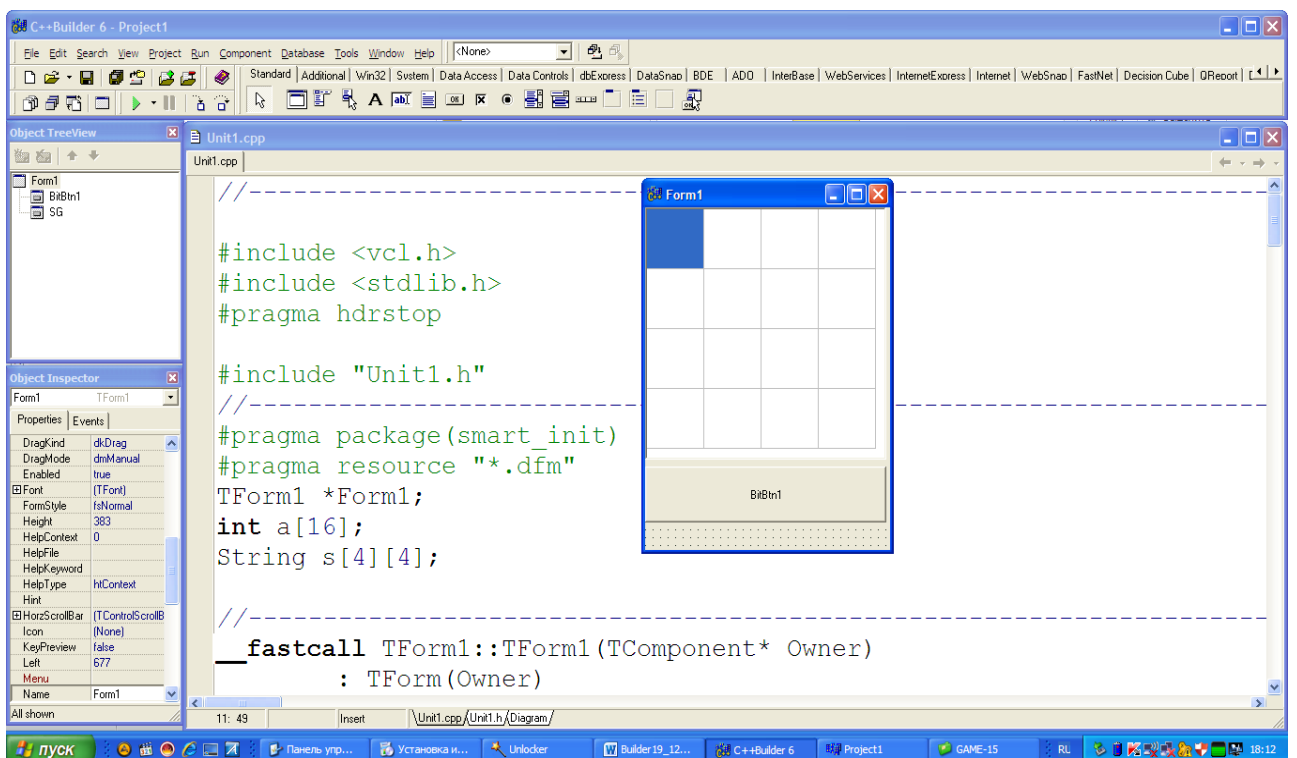 C++Builder 6 - Project1
File Edit Search View Project Run Component Database Tools Window Help <None>
Standard Additional Win32 System Data Access Data Controls dbExpress DataSnap BDE ADO InterBase WebServices InternetExpress Internet WebSnap FastNet Decision Cube QReport
Object TreeView
Form1
BitBtn1
SG
Unit1.cpp
Unit1.cpp
//
#include <vcl.h>
#include <stdlib.h>
#pragma hdrstop
#include "Unit1.h"
//
#pragma package(smart_init)
#pragma resource "*.dfm"
TForm1 *Form1;
int a[16];
String s[4][4];
//
__fastcall TForm1::TForm1(TComponent* Owner)
: TForm(Owner)
Form1
BitBtn1
Object Inspector
Form1 TForm1
Properties Events
DragKind dkDrag
DragMode dmManual
Enabled true
Font (TFont)
FormStyle fsNormal
Height 383
HelpContext 0
HelpFile
HelpKeyword
HelpType htContext
Hint
HorzScrollBar (TControlScrollB
Icon (None)
KeyPreview false
Left 677
Menu
Name Form1
All shown
11: 49 Insert \Unit1.cpp/Unit1.h/Diagram/
пуск Панель упр... Установка и... Unlocker Builder19_12... C++Builder 6 Project1 GAME-15 RL 18:12